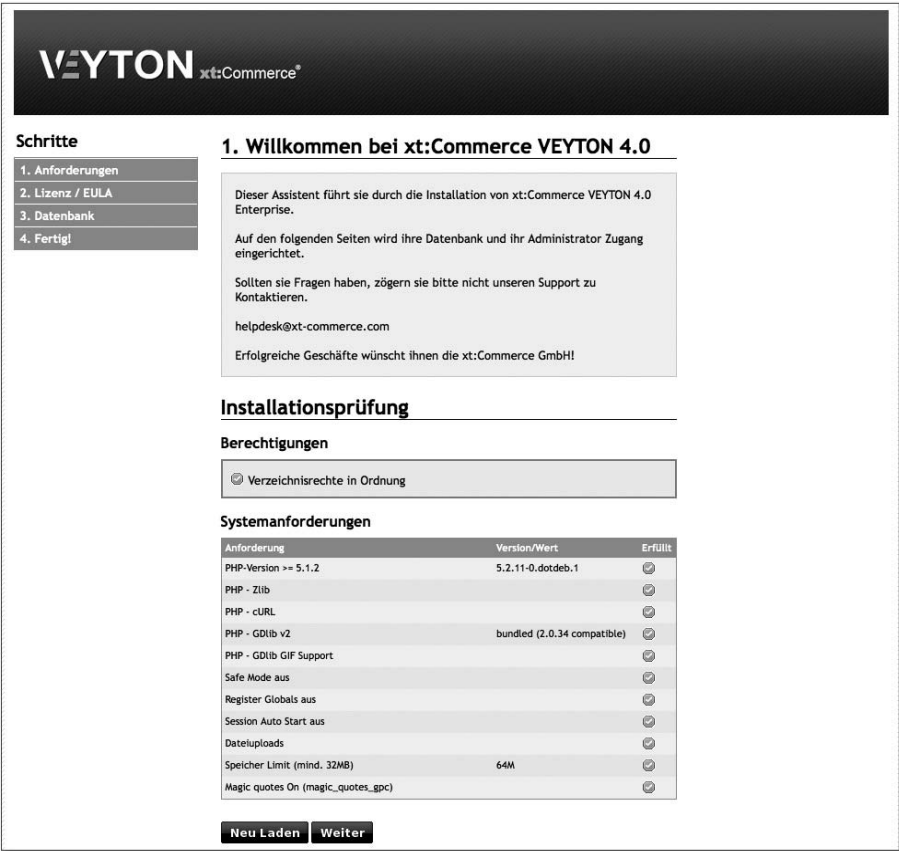 VEYTON xt:Commerce®
Schritte
1. Anforderungen
2. Lizenz / EULA
3. Datenbank
4. Fertig!
1. Willkommen bei xt:Commerce VEYTON 4.0
Dieser Assistent führt sie durch die Installation von xt:Commerce VEYTON 4.0
Enterprise.
Auf den folgenden Seiten wird ihre Datenbank und ihr Administrator Zugang
eingerichtet.
Sollten sie Fragen haben, zögern sie bitte nicht unseren Support zu
Kontaktieren.
helpdesk@xt-commerce.com
Erfolgreiche Geschäfte wünscht ihnen die xt:Commerce GmbH!
Installationsprüfung
Berechtigungen
Verzeichnisrechte in Ordnung
Systemanforderungen
Anforderung Version/Wert Erfüllt
PHP-Version >= 5.1.2 5.2.11-0.dotdeb.1
PHP - Zlib
PHP - cURL
PHP - GDlib v2 bundled (2.0.34 compatible)
PHP - GDlib GIF Support
Safe Mode aus
Register Globals aus
Session Auto Start aus
Dateiuploads
Speicher Limit (mind. 32MB) 64M
Magic quotes On (magic_quotes_gpc)
Neu Laden Weiter